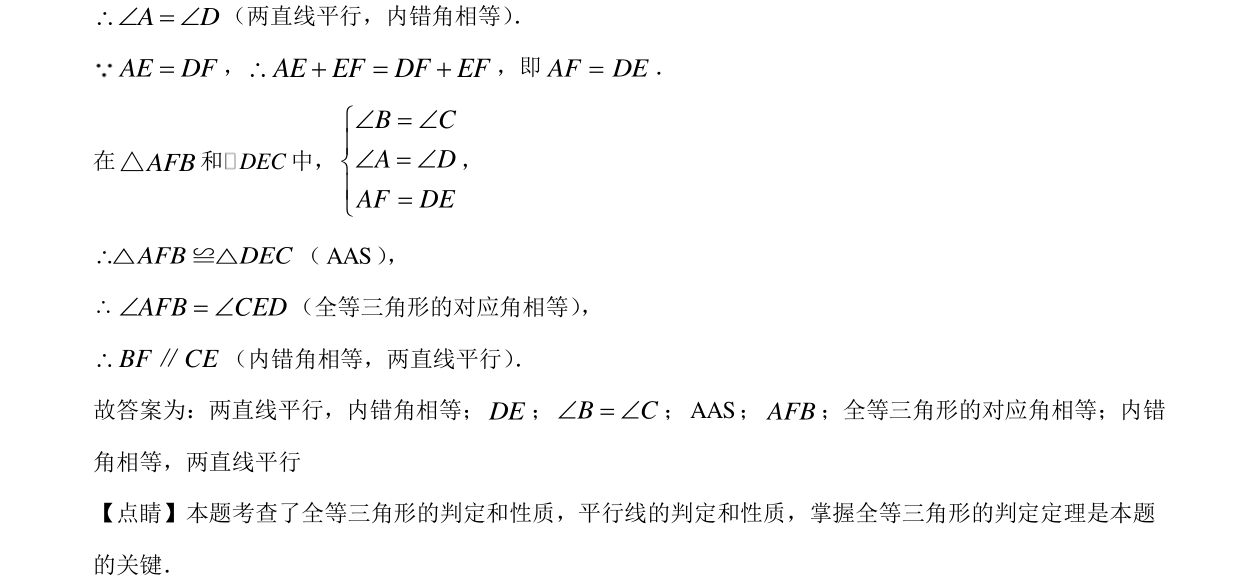 ∴∠A = ∠D（两直线平行，内错角相等）.
∵ AE = DF，∴ AE + EF = DF + EF，即 AF = DE．
在 △AFB 和□DEC 中，{∠B = ∠C
∠A = ∠D，
AF = DE
∴△AFB ≌△DEC（AAS），
∴ ∠AFB = ∠CED（全等三角形的对应角相等），
∴ BF ∥ CE（内错角相等，两直线平行）.
故答案为：两直线平行，内错角相等；DE；∠B = ∠C；AAS；AFB；全等三角形的对应角相等；内错
角相等，两直线平行
【点睛】本题考查了全等三角形的判定和性质，平行线的判定和性质，掌握全等三角形的判定定理是本题
的关键．